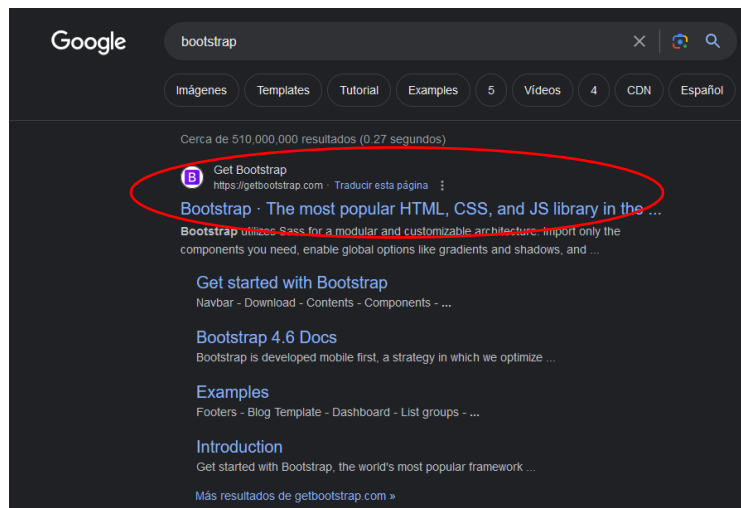 Google
bootstrap
Imágenes
Templates
Tutorial
Examples
5
Vídeos
4
CDN
Español
Cerca de 510,000,000 resultados (0.27 segundos)
B
Get Bootstrap
https://getbootstrap.com · Traducir esta página
Bootstrap · The most popular HTML, CSS, and JS library in the ...
Bootstrap utilizes Sass for a modular and customizable architecture. Import only the
components you need, enable global options like gradients and shadows, and ...
Get started with Bootstrap
Navbar - Download - Contents - Components - ...
Bootstrap 4.6 Docs
Bootstrap is developed mobile first, a strategy in which we optimize ...
Examples
Footers - Blog Template - Dashboard - List groups - ...
Introduction
Get started with Bootstrap, the world's most popular framework ...
Más resultados de getbootstrap.com »